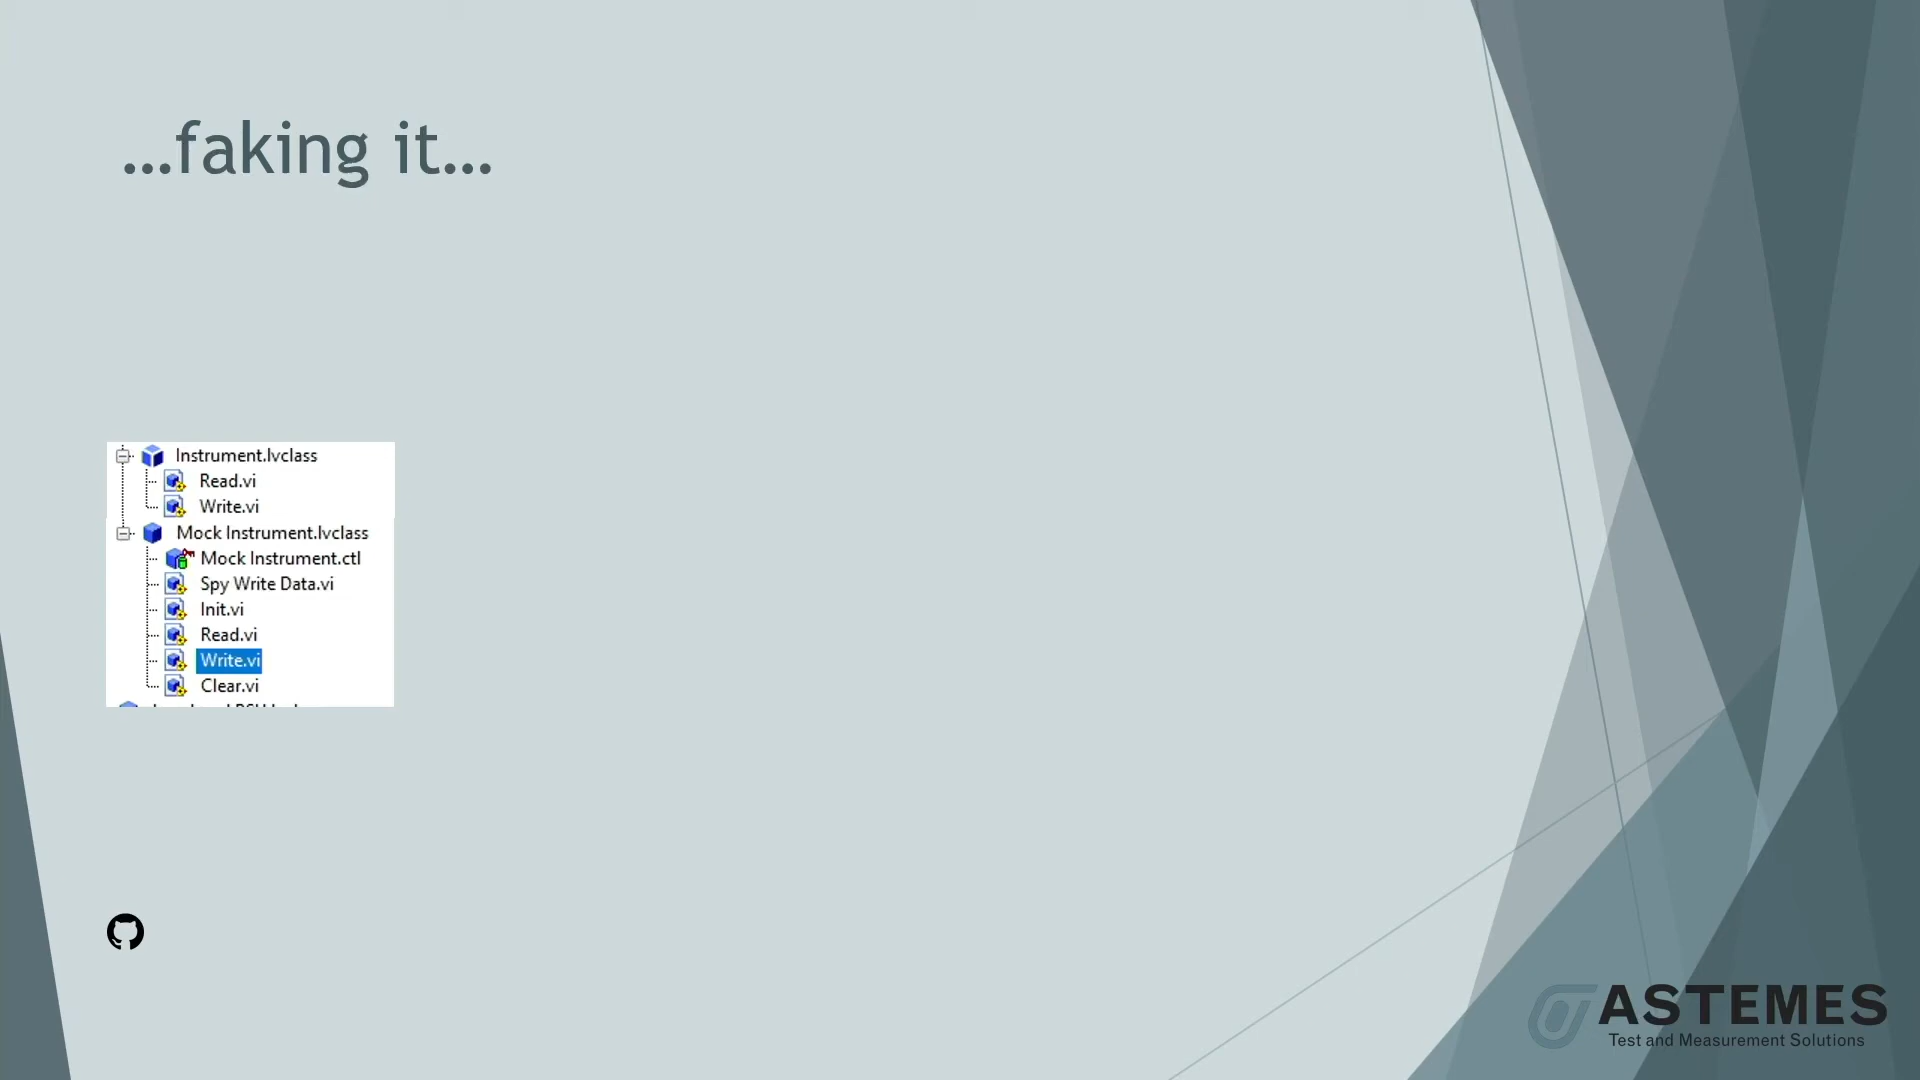 ...faking it...
Instrument.lvclass
Read.vi
Write.vi
Mock Instrument.lvclass
Mock Instrument.ctl
Spy Write Data.vi
Init.vi
Read.vi
Write.vi
Clear.vi
ASTEMES
Test and Measurement Solutions